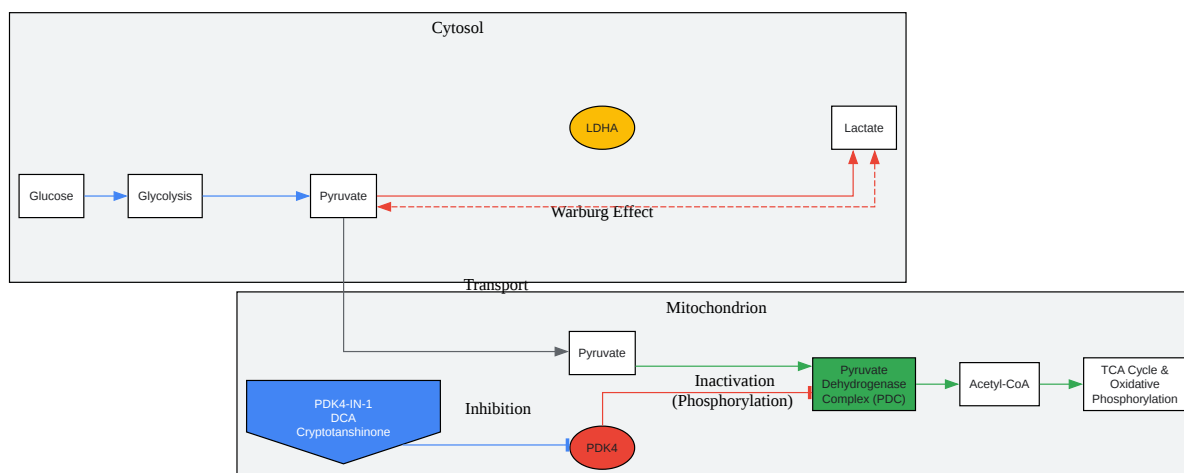 Cytosol
LDHA
Lactate
Glucose
Glycolysis
Pyruvate
Warburg Effect
Transport
Mitochondrion
Pyruvate
Pyruvate
Dehydrogenase
Complex (PDC)
Acetyl-CoA
TCA Cycle &
Oxidative
Phosphorylation
Inactivation
(Phosphorylation)
PDK4-IN-1
DCA
Cryptotanshinone
Inhibition
PDK4